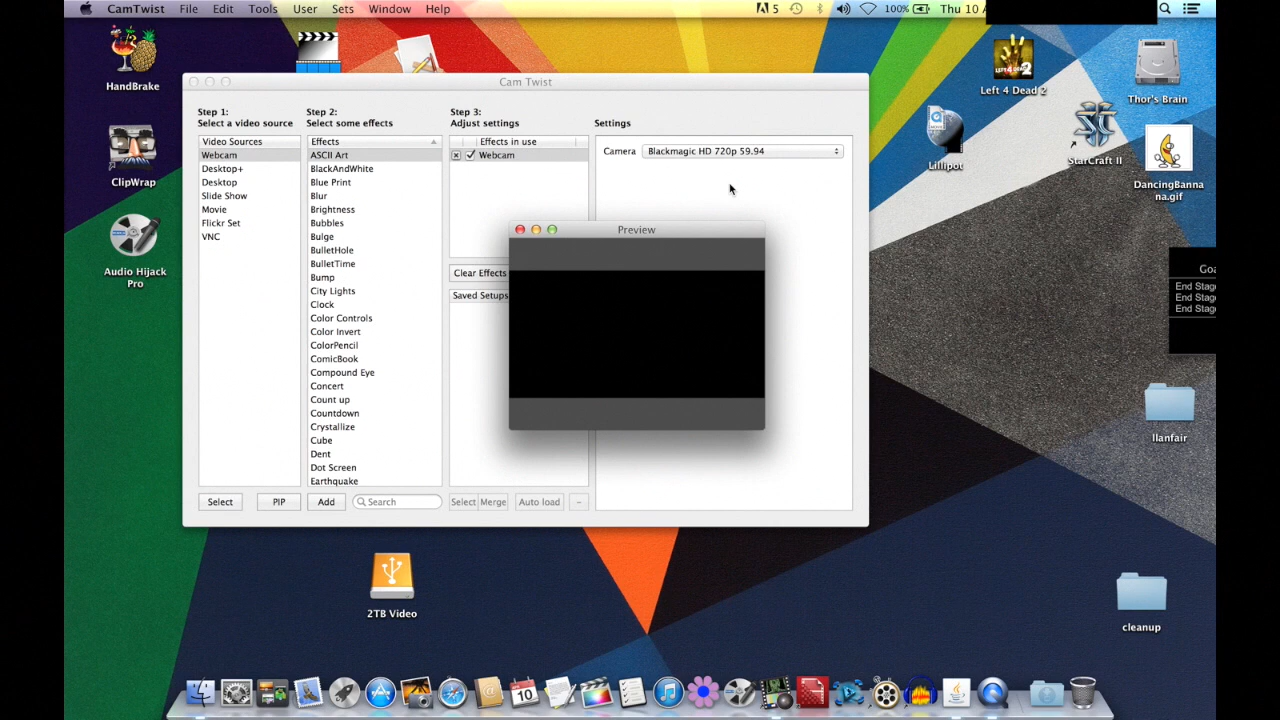 CamTwist File Edit Tools User Sets Window Help 5 100% Thu 10
HandBrake
ClipWrap
Audio Hijack
Pro
Cam Twist
Step 1:
Select a video source
Video Sources
Webcam
Desktop+
Desktop
Slide Show
Movie
Flickr Set
VNC
Select
PIP
Step 2:
Select some effects
Effects
ASCII Art
BlackAndWhite
Blue Print
Blur
Brightness
Bubbles
Bulge
BulletHole
BulletTime
Bump
City Lights
Clock
Color Controls
Color Invert
ColorPencil
ComicBook
Compound Eye
Concert
Count up
Countdown
Crystallize
Cube
Dent
Dot Screen
Earthquake
Add
Search
Step 3:
Adjust settings
Effects in use
Webcam
Clear Effects
Saved Setups
Select Merge Auto load -
Settings
Camera Blackmagic HD 720p 59.94
Preview
Left 4 Dead 2
Thor's Brain
Lillipot
StarCraft II
DancingBanna
na.gif
Goa
End Stage
End Stage
End Stage
llanfair
cleanup
2TB Video
10